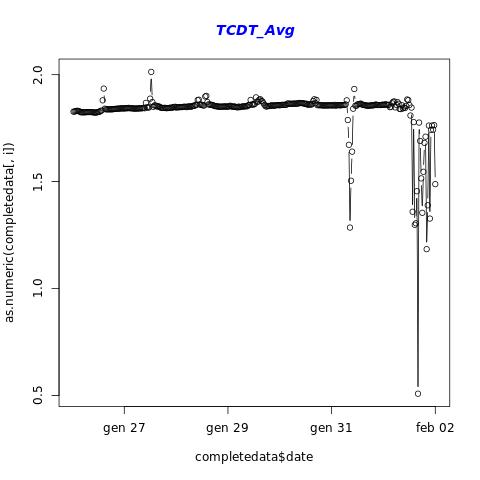 TCDT_Avg
2.0
1.5
1.0
0.5
as.numeric(completedata[, i])
gen 27 gen 29 gen 31 feb 02
completedata$date